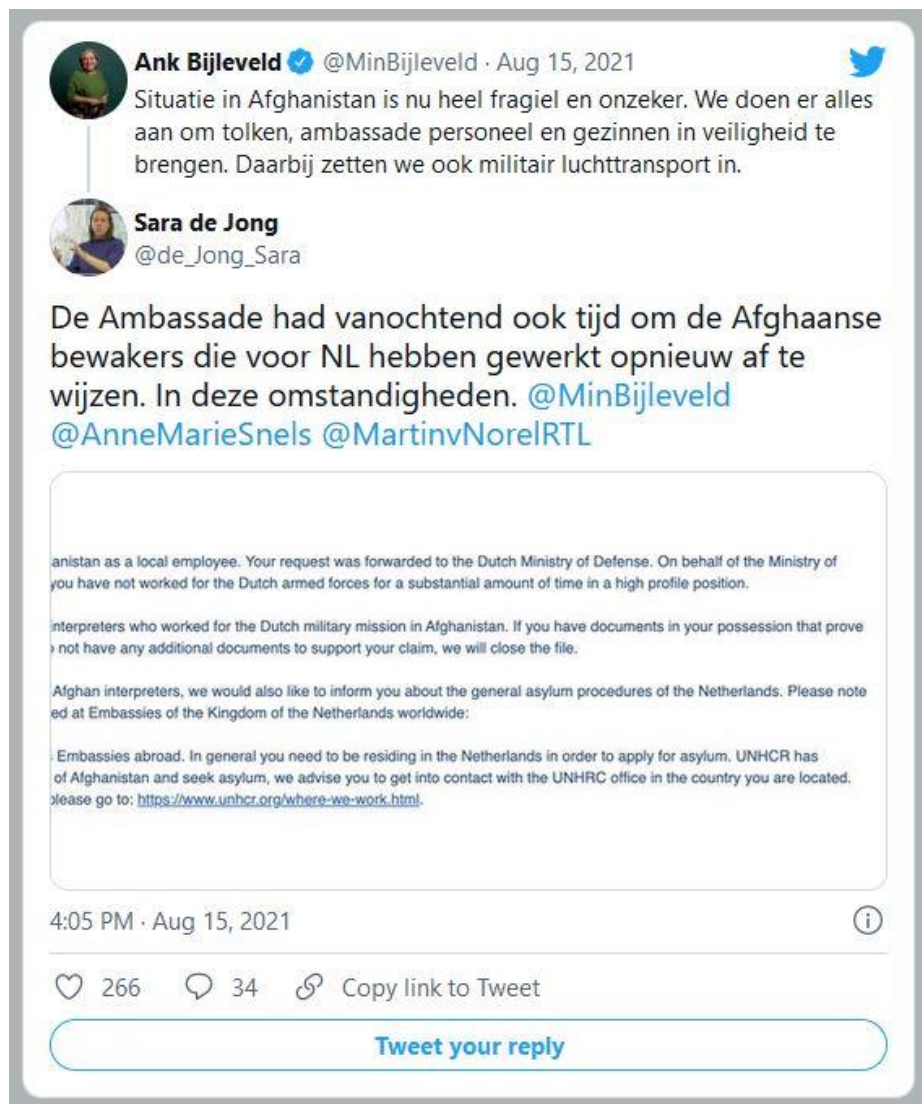 Ank Bijleveld @MinBijleveld · Aug 15, 2021
Situatie in Afghanistan is nu heel fragiel en onzeker. We doen er alles
aan om tolken, ambassade personeel en gezinnen in veiligheid te
brengen. Daarbij zetten we ook militair luchttransport in.
Sara de Jong
@de_Jong_Sara
De Ambassade had vanochtend ook tijd om de Afghaanse
bewakers die voor NL hebben gewerkt opnieuw af te
wijzen. In deze omstandigheden. @MinBijleveld
@AnneMarieSnels @MartinvNorelRTL
anistan as a local employee. Your request was forwarded to the Dutch Ministry of Defense. On behalf of the Ministry of
you have not worked for the Dutch armed forces for a substantial amount of time in a high profile position.
nterpreters who worked for the Dutch military mission in Afghanistan. If you have documents in your possession that prove
not have any additional documents to support your claim, we will close the file.
Afghan interpreters, we would also like to inform you about the general asylum procedures of the Netherlands. Please note
ed at Embassies of the Kingdom of the Netherlands worldwide:
Embassies abroad. In general you need to be residing in the Netherlands in order to apply for asylum. UNHCR has
of Afghanistan and seek asylum, we advise you to get into contact with the UNHRC office in the country you are located.
please go to: https://www.unhcr.org/where-we-work.html.
4:05 PM · Aug 15, 2021
266 34 Copy link to Tweet
Tweet your reply